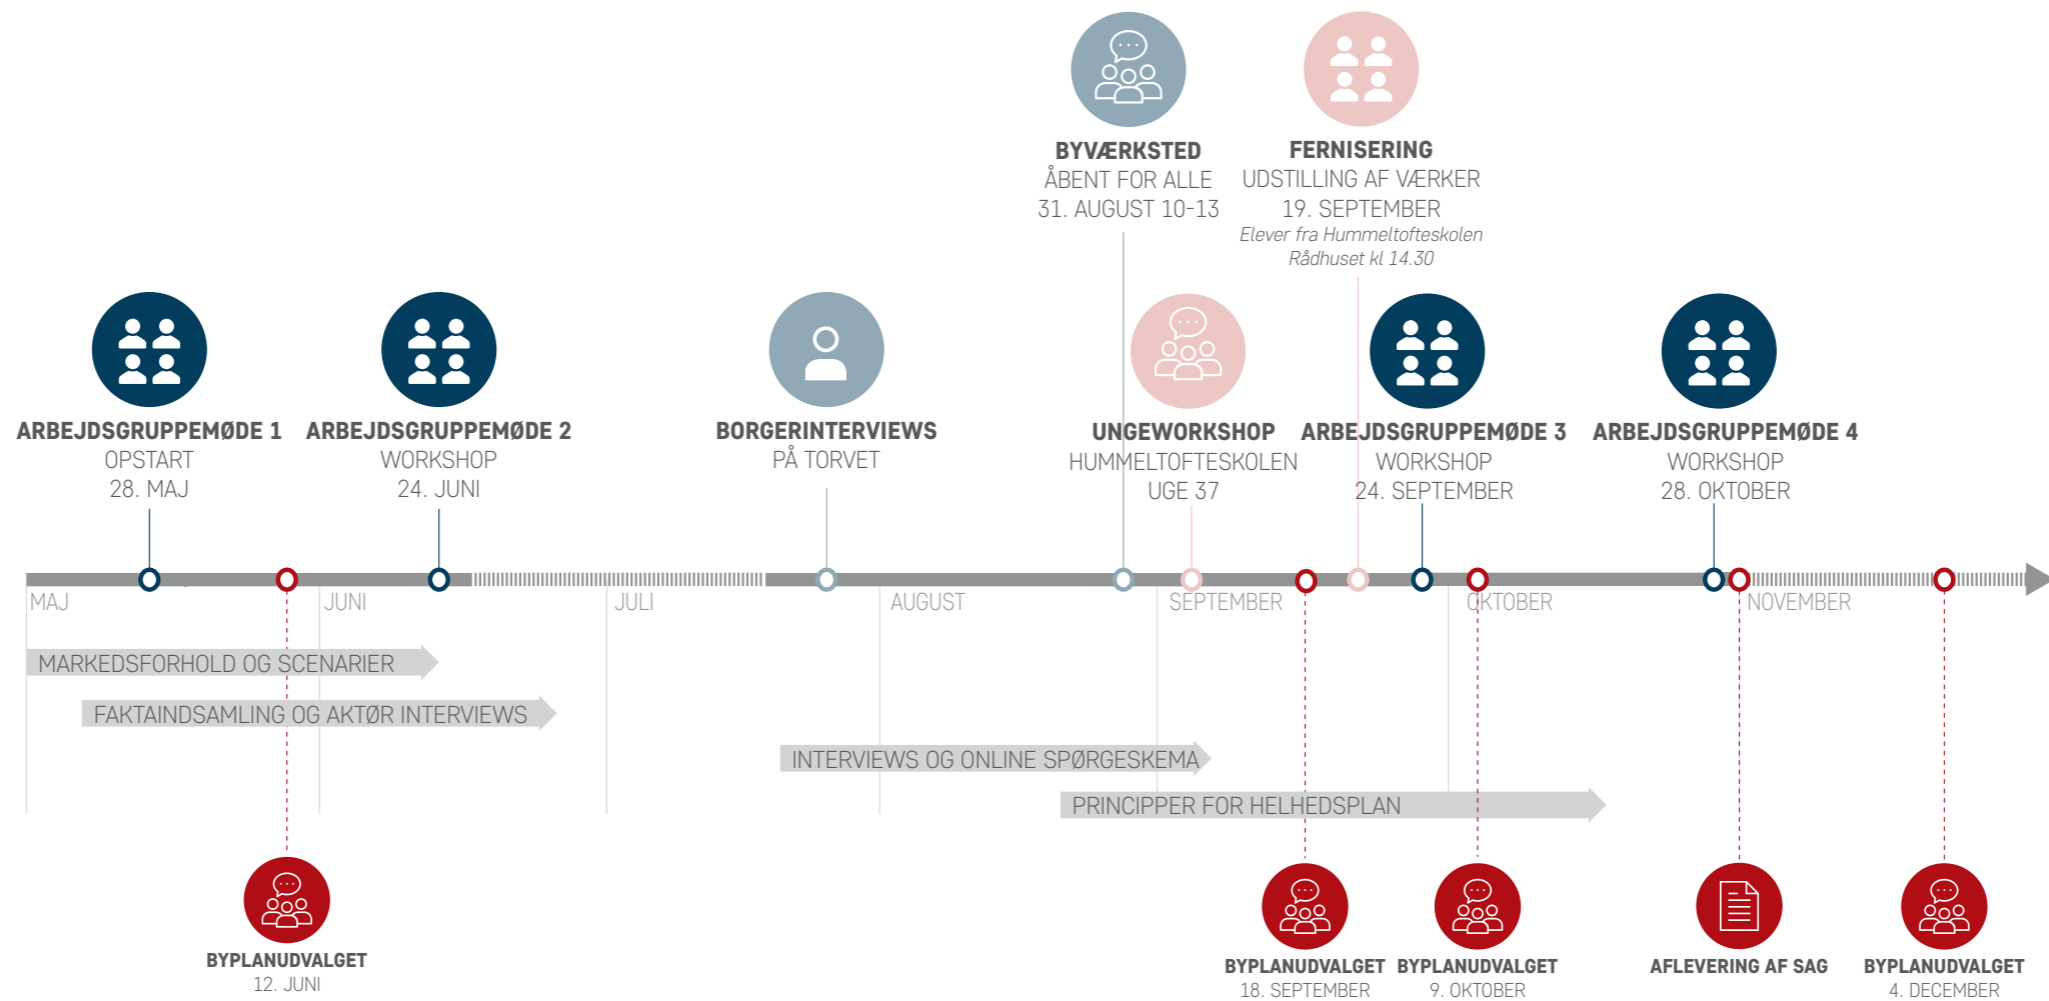 BYVÆRKSTED
ÅBENT FOR ALLE
31. AUGUST 10-13
FERNISERING
UDSTILLING AF VÆRKER
19. SEPTEMBER
Elever fra Hummeltofteskolen
Rådhuset kl 14.30
ARBEJDSGRUPPEMØDE 1
OPSTART
28. MAJ
ARBEJDSGRUPPEMØDE 2
WORKSHOP
24. JUNI
BORGERINTERVIEWS
PÅ TORVET
UNGEWORKSHOP
HUMMELTOFTESKOLEN
UGE 37
ARBEJDSGRUPPEMØDE 3
WORKSHOP
24. SEPTEMBER
ARBEJDSGRUPPEMØDE 4
WORKSHOP
28. OKTOBER
MAJ
JUNI
JULI
AUGUST
SEPTEMBER
OKTOBER
NOVEMBER
MARKEDSFORHOLD OG SCENARIER
FAKTAINDSAMLING OG AKTØR INTERVIEWS
INTERVIEWS OG ONLINE SPØRGESKEMA
PRINCIPPER FOR HELHEDSPLAN
BYPLANUDVALGET
12. JUNI
BYPLANUDVALGET
18. SEPTEMBER
BYPLANUDVALGET
9. OKTOBER
AFLEVERING AF SAG
BYPLANUDVALGET
4. DECEMBER